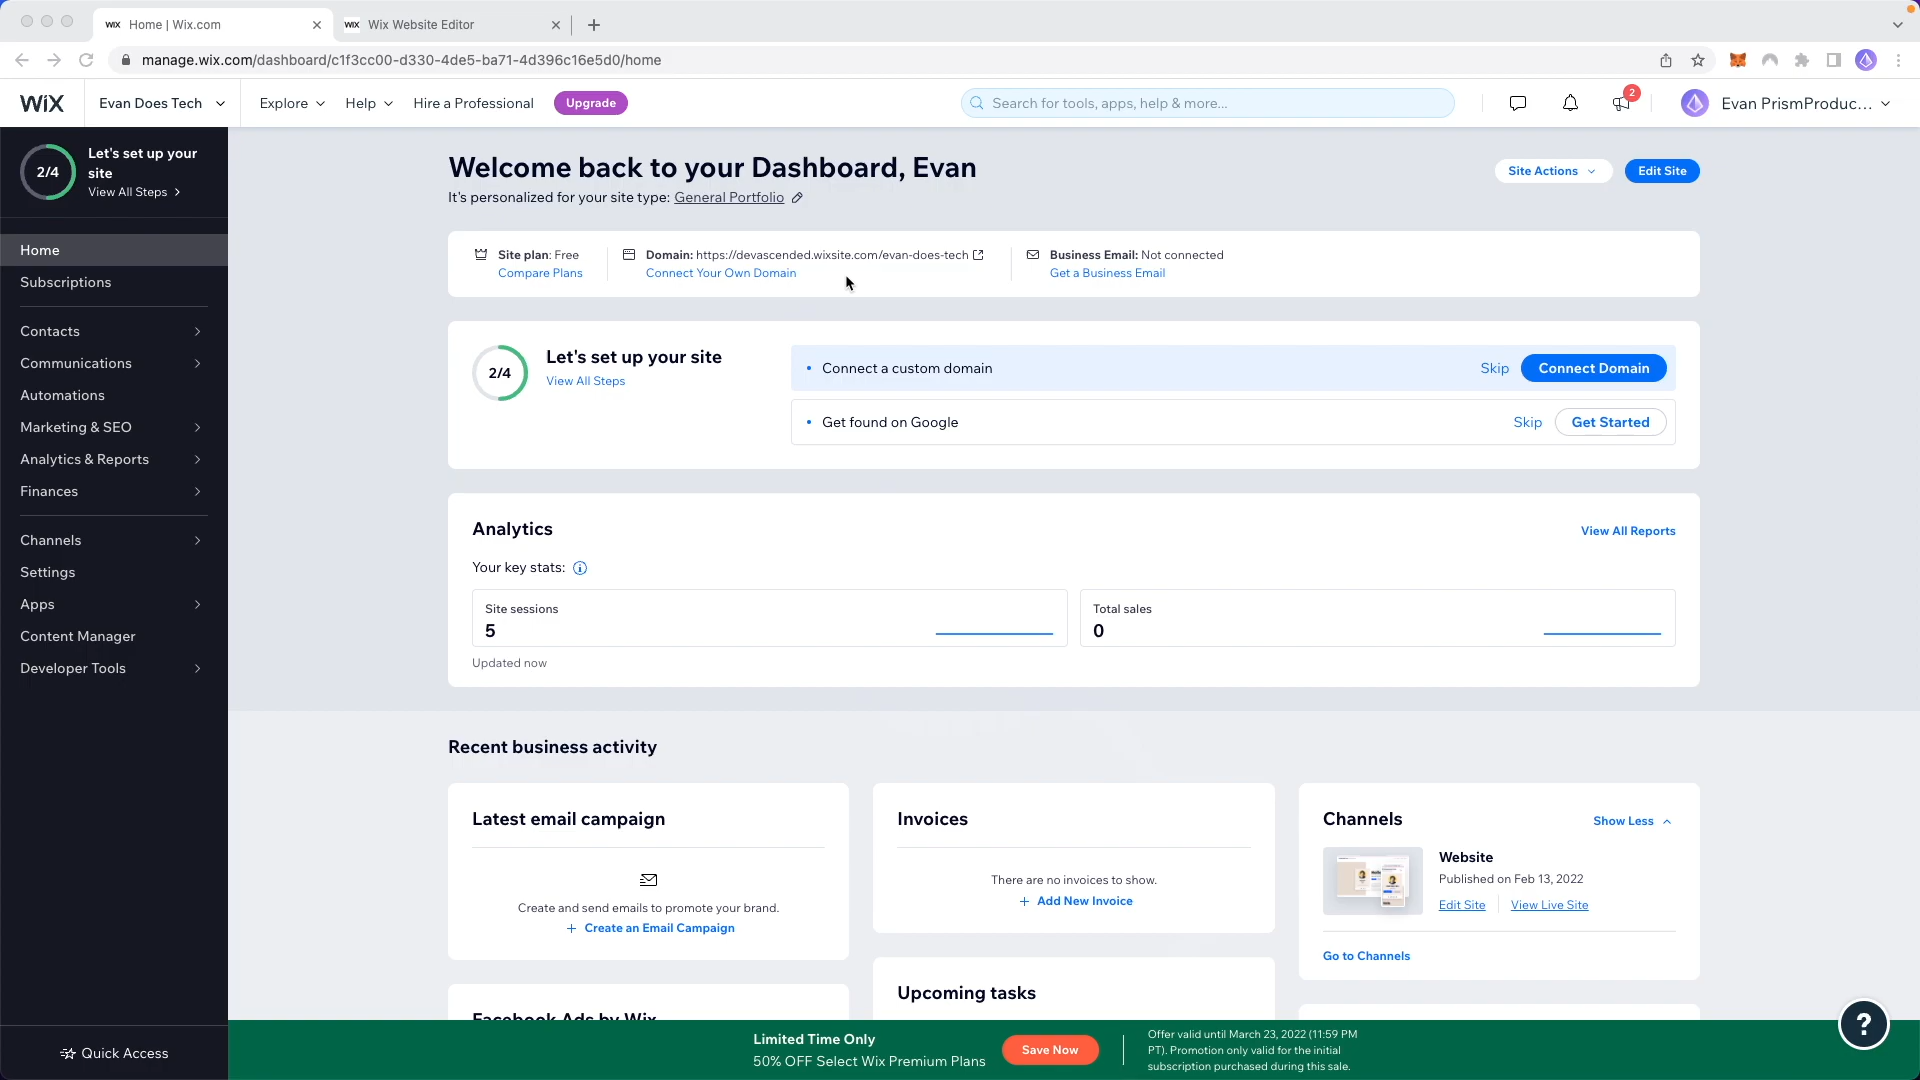 WIX Home | Wix.com
WIX Wix Website Editor
manage.wix.com/dashboard/c1f3cc00-d330-4de5-ba71-4d396c16e5d0/home
WiX
Evan Does Tech
Explore
Help
Hire a Professional
Upgrade
Search for tools, apps, help & more...
2
Evan PrismProduc...
2/4
Let's set up your
site
View All Steps
Home
Subscriptions
Contacts
Communications
Automations
Marketing & SEO
Analytics & Reports
Finances
Channels
Settings
Apps
Content Manager
Developer Tools
Quick Access
Welcome back to your Dashboard, Evan
It's personalized for your site type: General Portfolio
Site Actions
Edit Site
Site plan: Free
Compare Plans
Domain: https://devascended.wixsite.com/evan-does-tech
Connect Your Own Domain
Business Email: Not connected
Get a Business Email
2/4
Let's set up your site
View All Steps
Connect a custom domain
Skip
Connect Domain
Get found on Google
Skip
Get Started
Analytics
View All Reports
Your key stats:
Site sessions
5
Total sales
0
Updated now
Recent business activity
Latest email campaign
Create and send emails to promote your brand.
+ Create an Email Campaign
Invoices
There are no invoices to show.
+ Add New Invoice
Channels
Show Less
Website
Published on Feb 13, 2022
Edit Site
View Live Site
Go to Channels
Facebook Ads by Wix
Upcoming tasks
Limited Time Only
50% OFF Select Wix Premium Plans
Save Now
Offer valid until March 23, 2022 (11:59 PM
PT). Promotion only valid for the initial
subscription purchased during this sale.
?